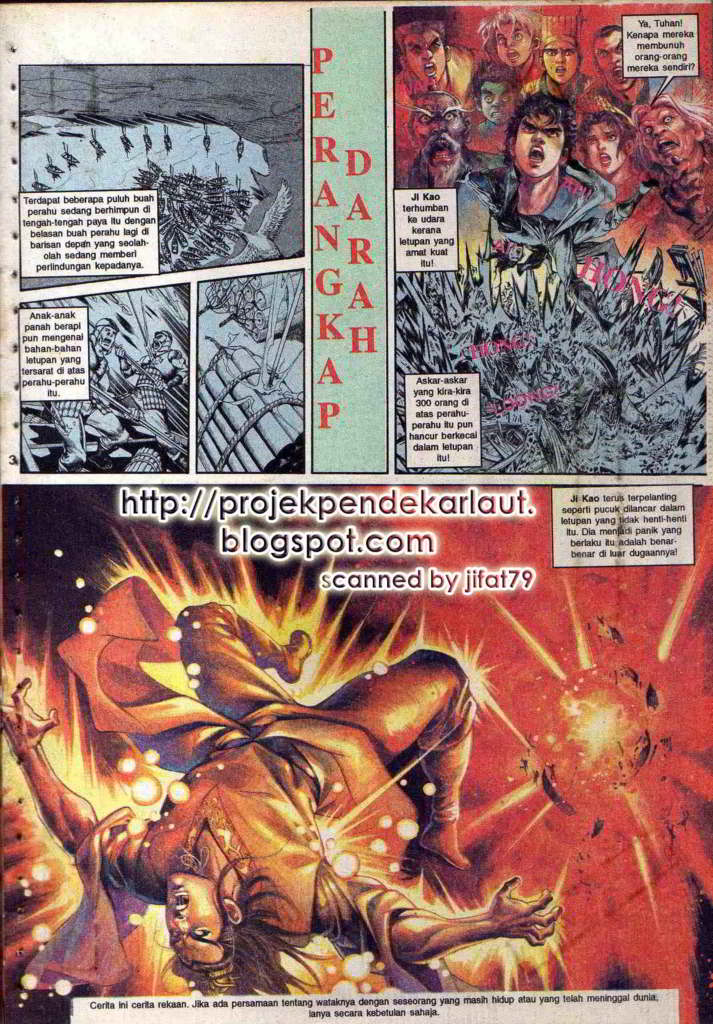 Terdapat beberapa puluh buah
perahu sedang berhimpun di
tengah-tengah paya itu dengan
belasan buah perahu lagi di
barisan depan yang seolah-
olah sedang memberi
perlindungan kepadanya.
Anak-anak
panah berapi
pun mengenai
bahan-bahan
letupan yang
tersarat di atas
perahu-perahu
itu.
PERANGKAP
DARAH
Ya, Tuhan!
Kenapa mereka
membunuh
orang-orang
mereka sendiri?
Ji Kao
terhumban
ke udara
kerana
letupan yang
amat kuat
itu!
HONG!
HONG!
LOONG!
Askar-askar
yang kira-kira
300 orang di
atas perahu-
perahu itu pun
hancur berkecai
dalam letupan
itu!
3
http://projekpendekarlaut.
blogspot.com
scanned by jifat79
Ji Kao terus terpelanting
seperti pucuk dilancar dalam
letupan yang tidak henti-henti
itu. Dia menjadi panik yang
berlaku itu adalah benar-
benar di luar dugaannya!
Cerita ini cerita rekaan. Jika ada persamaan tentang wataknya dengan seseorang yang masih hidup atau yang telah meninggal dunia,
ianya secara kebetulan sahaja.